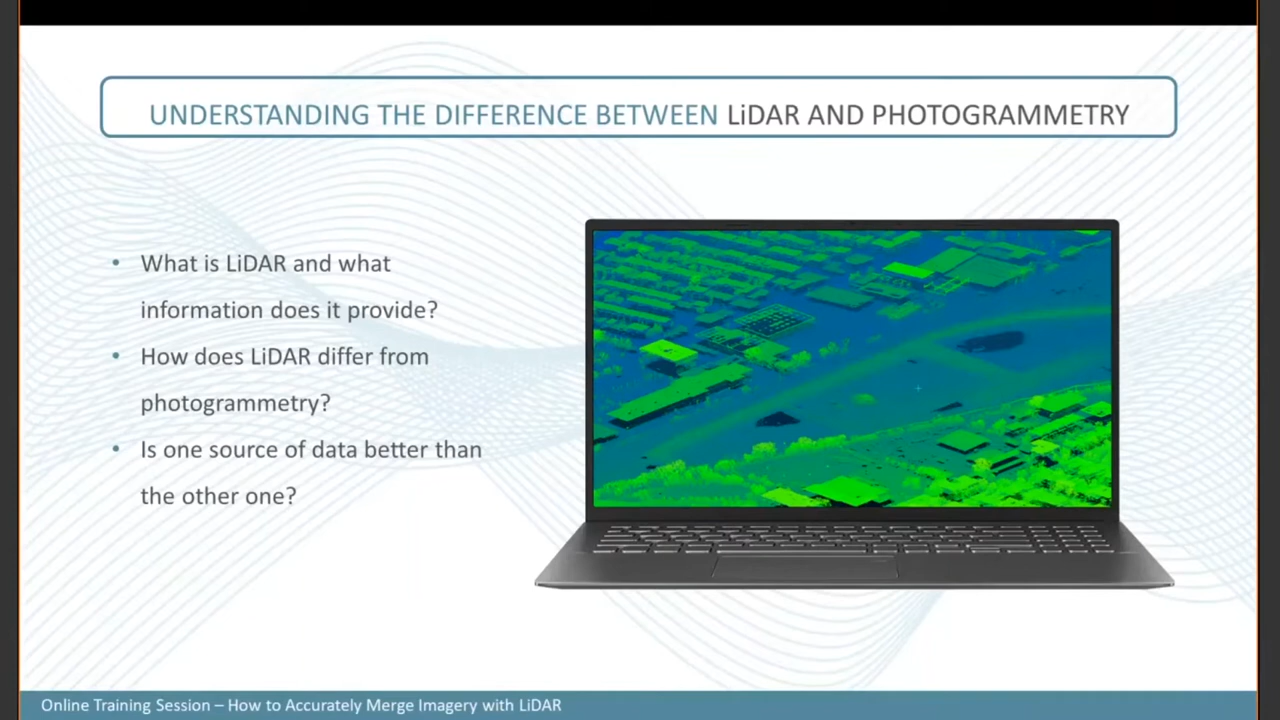 UNDERSTANDING THE DIFFERENCE BETWEEN LiDAR AND PHOTOGRAMMETRY
• What is LiDAR and what
information does it provide?
• How does LiDAR differ from
photogrammetry?
• Is one source of data better than
the other one?
Online Training Session – How to Accurately Merge Imagery with LiDAR